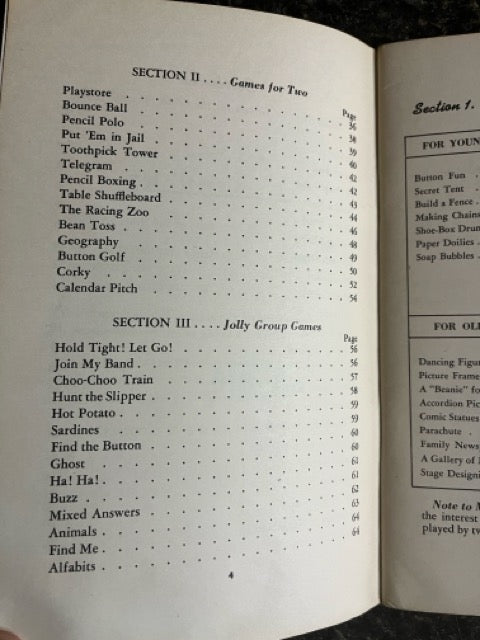 SECTION II . . . . Games for Two
Page
Playstore . . . . . . . . . . . . 36
Bounce Ball . . . . . . . . . . . . 38
Pencil Polo . . . . . . . . . . . . 39
Put 'Em in Jail . . . . . . . . . . . . 40
Toothpick Tower . . . . . . . . . . . . 42
Telegram . . . . . . . . . . . . 42
Pencil Boxing . . . . . . . . . . . . 43
Table Shuffleboard . . . . . . . . . . . . 44
The Racing Zoo . . . . . . . . . . . . 46
Bean Toss . . . . . . . . . . . . 48
Geography . . . . . . . . . . . . 49
Button Golf . . . . . . . . . . . . 50
Corky . . . . . . . . . . . . 52
Calendar Pitch . . . . . . . . . . . . 54
SECTION III . . . . Jolly Group Games
Page
Hold Tight! Let Go! . . . . . . . . . . . . 56
Join My Band . . . . . . . . . . . . 56
Choo-Choo Train . . . . . . . . . . . . 57
Hunt the Slipper . . . . . . . . . . . . 58
Hot Potato . . . . . . . . . . . . 59
Sardines . . . . . . . . . . . . 59
Find the Button . . . . . . . . . . . . 60
Ghost . . . . . . . . . . . . 60
Ha! Ha! . . . . . . . . . . . . 61
Buzz . . . . . . . . . . . . 61
Mixed Answers . . . . . . . . . . . . 62
Animals . . . . . . . . . . . . 63
Find Me . . . . . . . . . . . . 64
Alfabits . . . . . . . . . . . . 64
4
Section 1.
FOR YOUN
Button Fun .
Secret Tent .
Build a Fence .
Making Chains
Shoe-Box Drum
Paper Doilies .
Soap Bubbles .
FOR OL
Dancing Figur
Picture Frame
A "Beanie" fo
Accordion Pic
Comic Statues
Parachute .
Family News
A Gallery of
Stage Design
Note to
the interest
played by tw